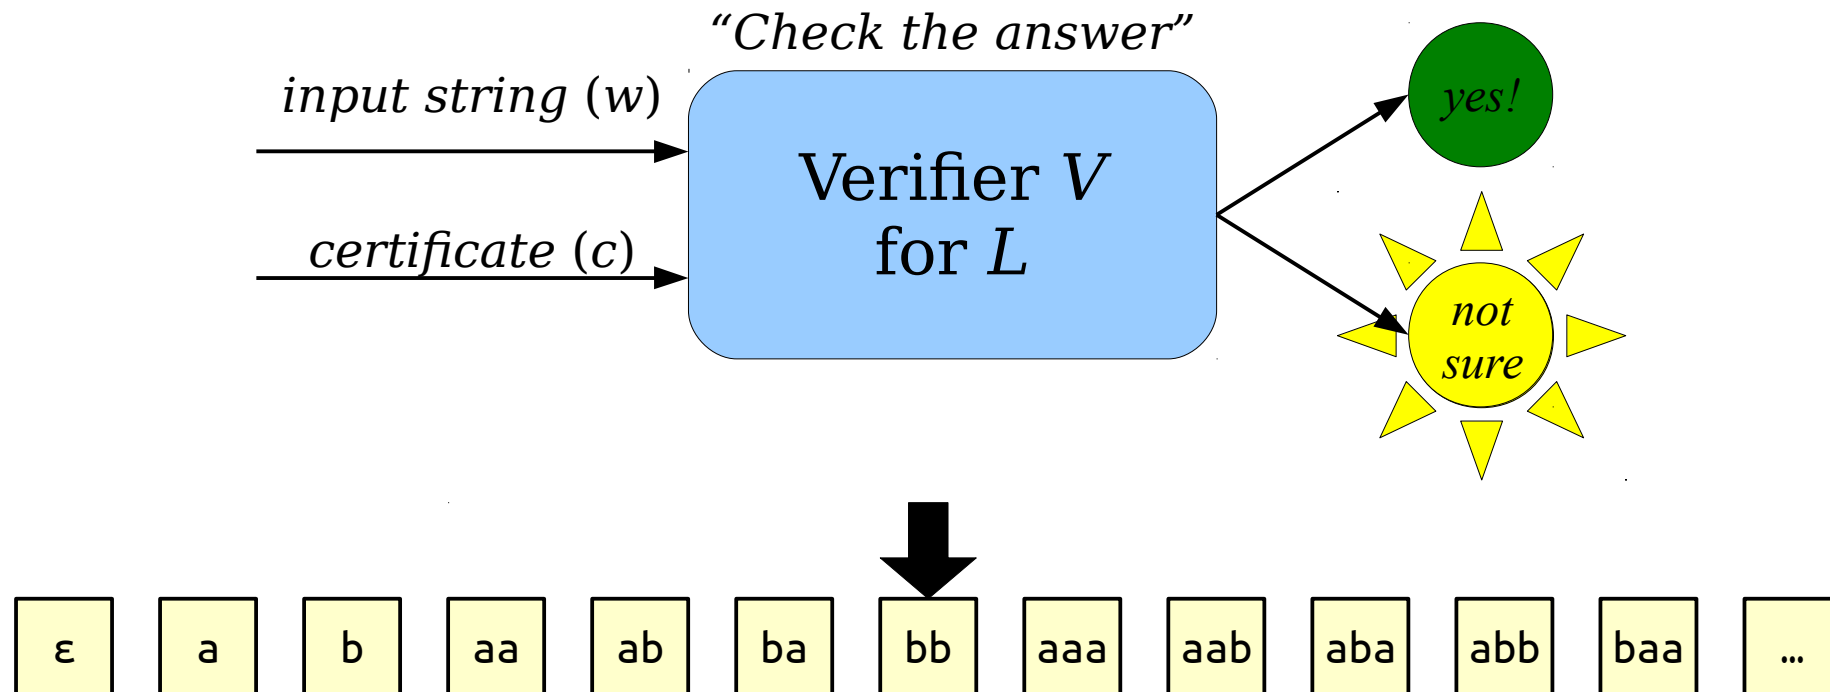 “Check the answer”
input string (w)
certificate (c)
Verifier V
for L
yes!
not
sure
ε a b aa ab ba bb aaa aab aba abb baa …